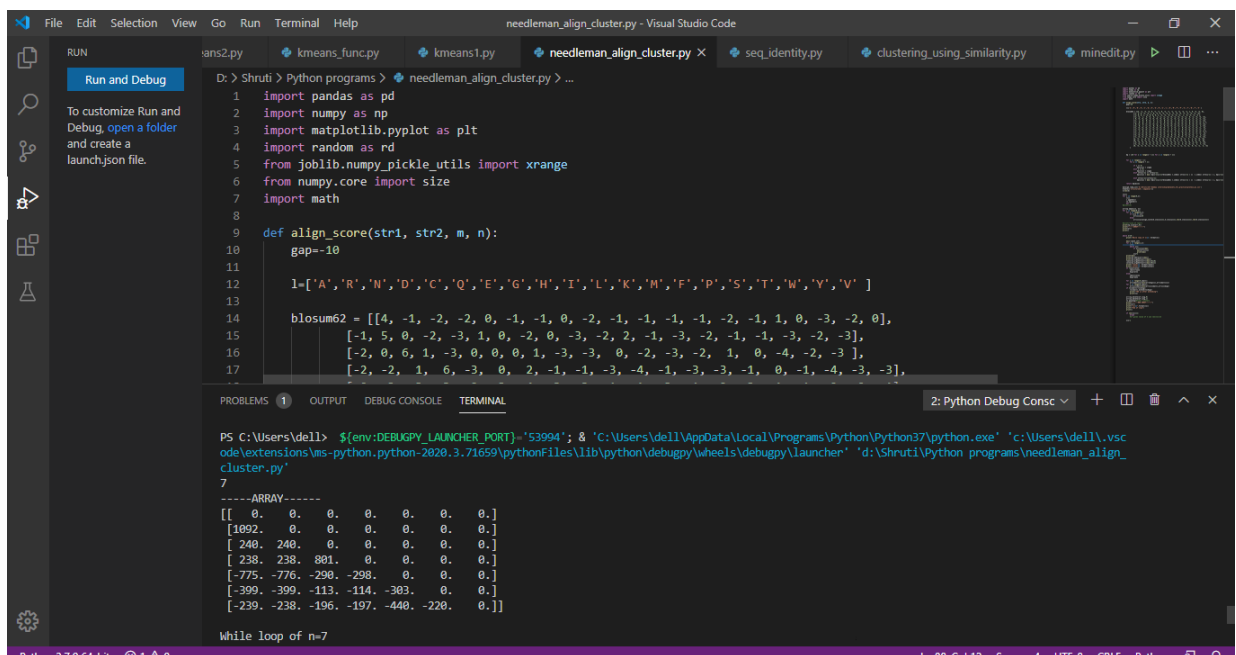 File Edit Selection View Go Run Terminal Help
needleman_align_cluster.py - Visual Studio Code
RUN
Run and Debug
To customize Run and
Debug, open a folder
and create a
launch.json file.
ans2.py kmeans_func.py kmeans1.py needleman_align_cluster.py seq_identity.py clustering_using_similarity.py minedit.py
D: > Shruti > Python programs > needleman_align_cluster.py > ...
1 import pandas as pd
2 import numpy as np
3 import matplotlib.pyplot as plt
4 import random as rd
5 from joblib.numpy_pickle_utils import xrange
6 from numpy.core import size
7 import math
8
9 def align_score(str1, str2, m, n):
10 gap=-10
11
12 l=['A','R','N','D','C','Q','E','G','H','I','L','K','M','F','P','S','T','W','Y','V' ]
13
14 blosum62 = [[4, -1, -2, -2, 0, -1, -1, 0, -2, -1, -1, -1, -1, -2, -1, 1, 0, -3, -2, 0],
15 [-1, 5, 0, -2, -3, 1, 0, -2, 0, -3, -2, 2, -1, -3, -2, -1, -1, -3, -2, -3],
16 [-2, 0, 6, 1, -3, 0, 0, 0, 1, -3, -3, 0, -2, -3, -2, 1, 0, -4, -2, -3 ],
17 [-2, -2, 1, 6, -3, 0, 2, -1, -1, -3, -4, -1, -3, -3, -1, 0, -1, -4, -3, -3],
PROBLEMS 1 OUTPUT DEBUG CONSOLE TERMINAL
2: Python Debug Consc
PS C:\Users\dell> ${env:DEBUGPY_LAUNCHER_PORT}='53994'; & 'C:\Users\dell\AppData\Local\Programs\Python\Python37\python.exe' 'c:\Users\dell\.vsc
ode\extensions\ms-python.python-2020.3.71659\pythonFiles\lib\python\debugpy\wheels\debugpy\launcher' 'd:\Shruti\Python programs\needleman_align_
cluster.py'
7
-----ARRAY------
[[ 0. 0. 0. 0. 0. 0. 0.]
[1092. 0. 0. 0. 0. 0. 0.]
[ 240. 240. 0. 0. 0. 0. 0.]
[ 238. 238. 801. 0. 0. 0. 0.]
[-775. -776. -290. -298. 0. 0. 0.]
[-399. -399. -113. -114. -303. 0. 0.]
[-239. -238. -196. -197. -440. -220. 0.]]
While loop of n=7